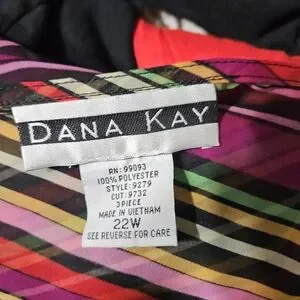 DANA KAY
RN: 99093
100% POLYESTER
STYLE: 9279
CUT: 9732
3 PIECE
MADE IN VIETNAM
22W
SEE REVERSE FOR CARE